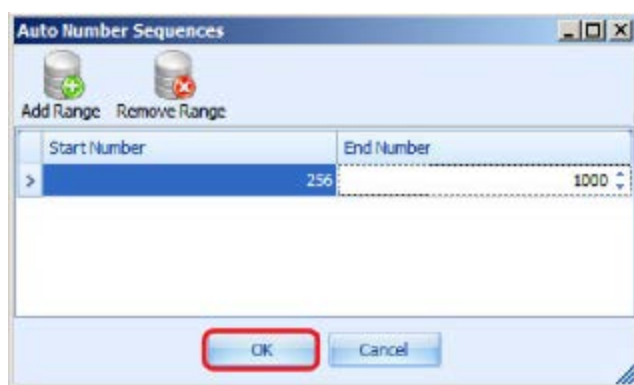 Auto Number Sequences
Add Range Remove Range
Start Number End Number
256 1000
OK Cancel